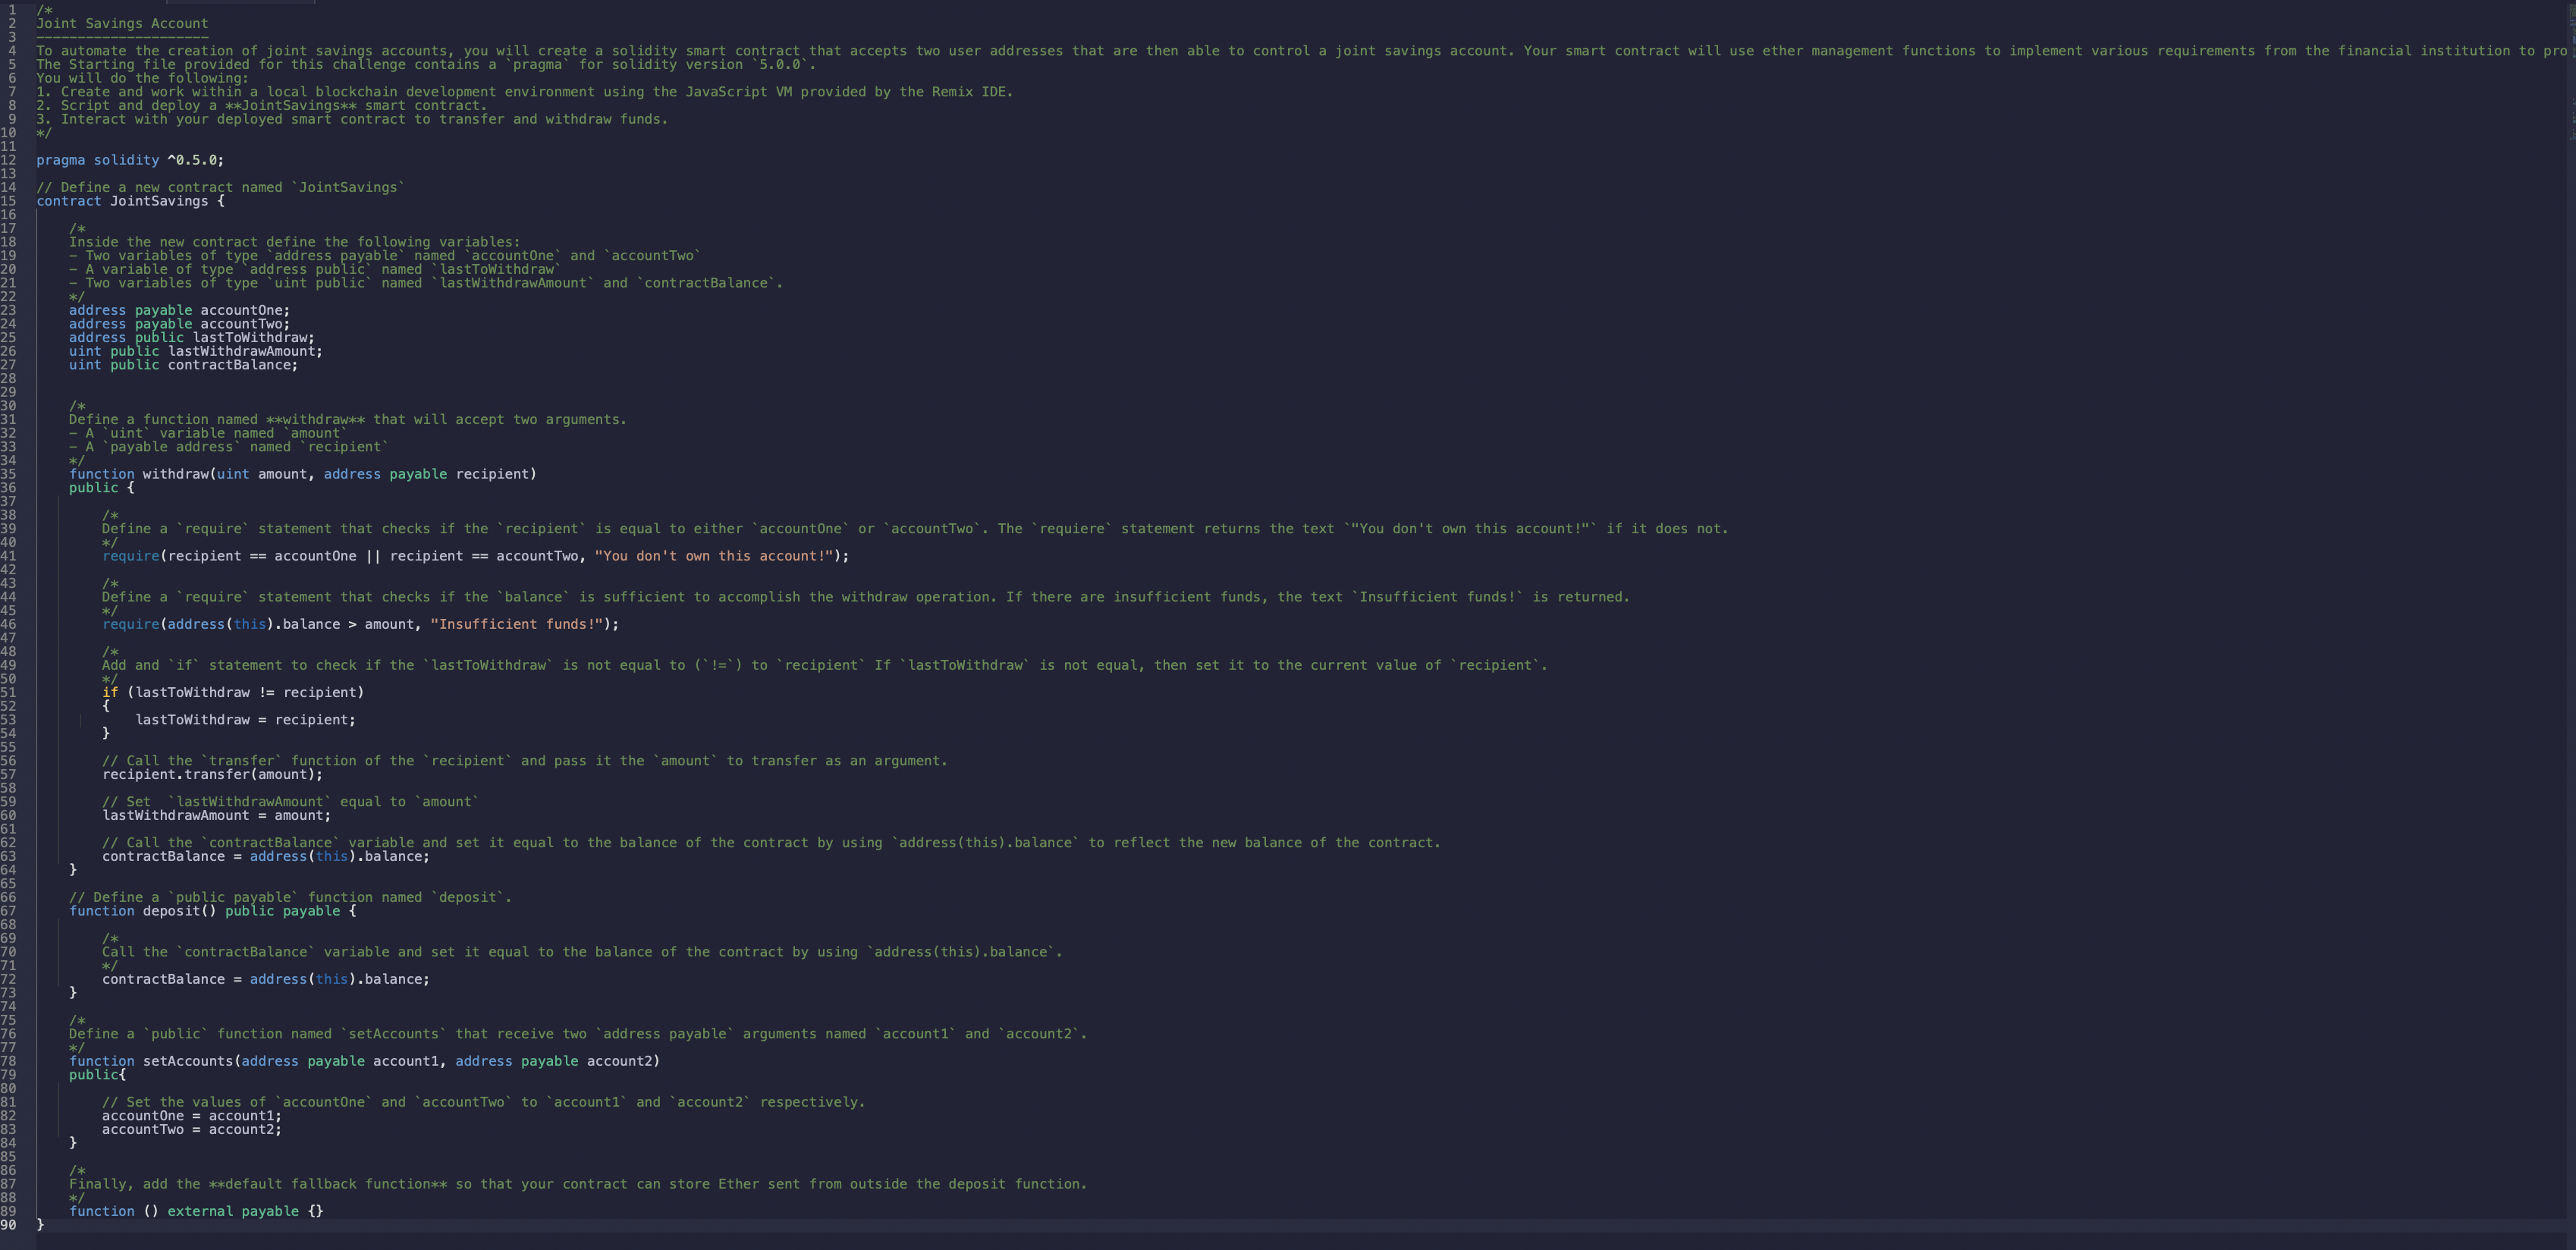 1 /*
2 Joint Savings Account
3 ---------------------
4 To automate the creation of joint savings accounts, you will create a solidity smart contract that accepts two user addresses that are then able to control a joint savings account. Your smart contract will use ether management functions to implement various requirements from the financial institution to pro
5 The Starting file provided for this challenge contains a `pragma` for solidity version `5.0.0`.
6 You will do the following:
7 1. Create and work within a local blockchain development environment using the JavaScript VM provided by the Remix IDE.
8 2. Script and deploy a **JointSavings** smart contract.
9 3. Interact with your deployed smart contract to transfer and withdraw funds.
10 */
11
12 pragma solidity ^0.5.0;
13
14 // Define a new contract named `JointSavings`
15 contract JointSavings {
16
17 /*
18 Inside the new contract define the following variables:
19 - Two variables of type `address payable` named `accountOne` and `accountTwo`
20 - A variable of type `address public` named `lastToWithdraw`
21 - Two variables of type `uint public` named `lastWithdrawAmount` and `contractBalance`.
22 */
23 address payable accountOne;
24 address payable accountTwo;
25 address public lastToWithdraw;
26 uint public lastWithdrawAmount;
27 uint public contractBalance;
28
29
30 /*
31 Define a function named **withdraw** that will accept two arguments.
32 - A `uint` variable named `amount`
33 - A `payable address` named `recipient`
34 */
35 function withdraw(uint amount, address payable recipient)
36 public {
37
38 /*
39 Define a `require` statement that checks if the `recipient` is equal to either `accountOne` or `accountTwo`. The `requiere` statement returns the text `"You don't own this account!"` if it does not.
40 */
41 require(recipient == accountOne || recipient == accountTwo, "You don't own this account!");
42
43 /*
44 Define a `require` statement that checks if the `balance` is sufficient to accomplish the withdraw operation. If there are insufficient funds, the text `Insufficient funds!` is returned.
45 */
46 require(address(this).balance > amount, "Insufficient funds!");
47
48 /*
49 Add and `if` statement to check if the `lastToWithdraw` is not equal to (`!=`) to `recipient` If `lastToWithdraw` is not equal, then set it to the current value of `recipient`.
50 */
51 if (lastToWithdraw != recipient)
52 {
53 lastToWithdraw = recipient;
54 }
55
56 // Call the `transfer` function of the `recipient` and pass it the `amount` to transfer as an argument.
57 recipient.transfer(amount);
58
59 // Set  `lastWithdrawAmount` equal to `amount`
60 lastWithdrawAmount = amount;
61
62 // Call the `contractBalance` variable and set it equal to the balance of the contract by using `address(this).balance` to reflect the new balance of the contract.
63 contractBalance = address(this).balance;
64 }
65
66 // Define a `public payable` function named `deposit`.
67 function deposit() public payable {
68
69 /*
70 Call the `contractBalance` variable and set it equal to the balance of the contract by using `address(this).balance`.
71 */
72 contractBalance = address(this).balance;
73 }
74
75 /*
76 Define a `public` function named `setAccounts` that receive two `address payable` arguments named `account1` and `account2`.
77 */
78 function setAccounts(address payable account1, address payable account2)
79 public{
80
81 // Set the values of `accountOne` and `accountTwo` to `account1` and `account2` respectively.
82 accountOne = account1;
83 accountTwo = account2;
84 }
85
86 /*
87 Finally, add the **default fallback function** so that your contract can store Ether sent from outside the deposit function.
88 */
89 function () external payable {}
90 }